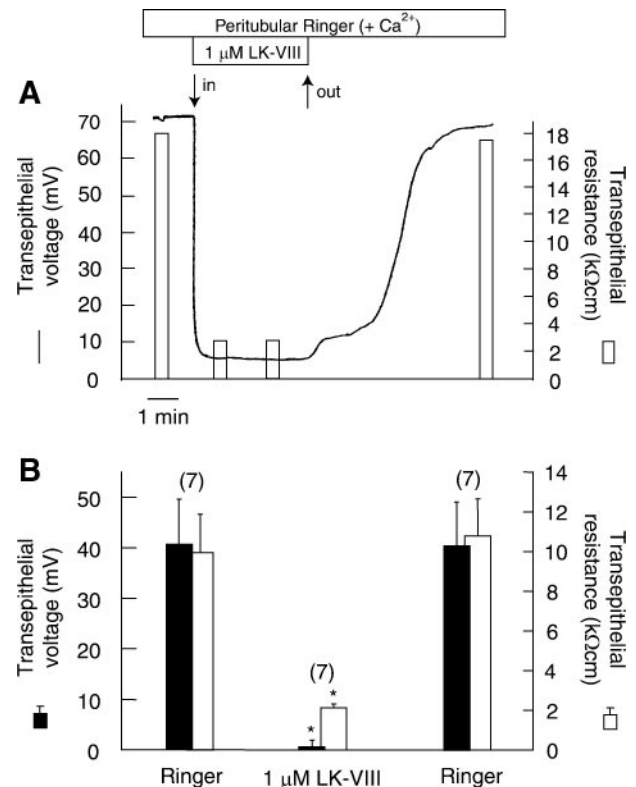 Peritubular Ringer (+ Ca²⁺)
1 μM LK-VIII
in
out
A
Transepithelial
voltage (mV)
70
60
50
40
30
20
10
0
18
16
14
12
10
8
6
4
2
0
Transepithelial
resistance (kΩcm)
1 min
B
Transepithelial
voltage (mV)
50
40
30
20
10
0
(7)
(7)
(7)
*
*
14
12
10
8
6
4
2
0
Transepithelial
resistance (kΩcm)
Ringer
1 μM LK-VIII
Ringer